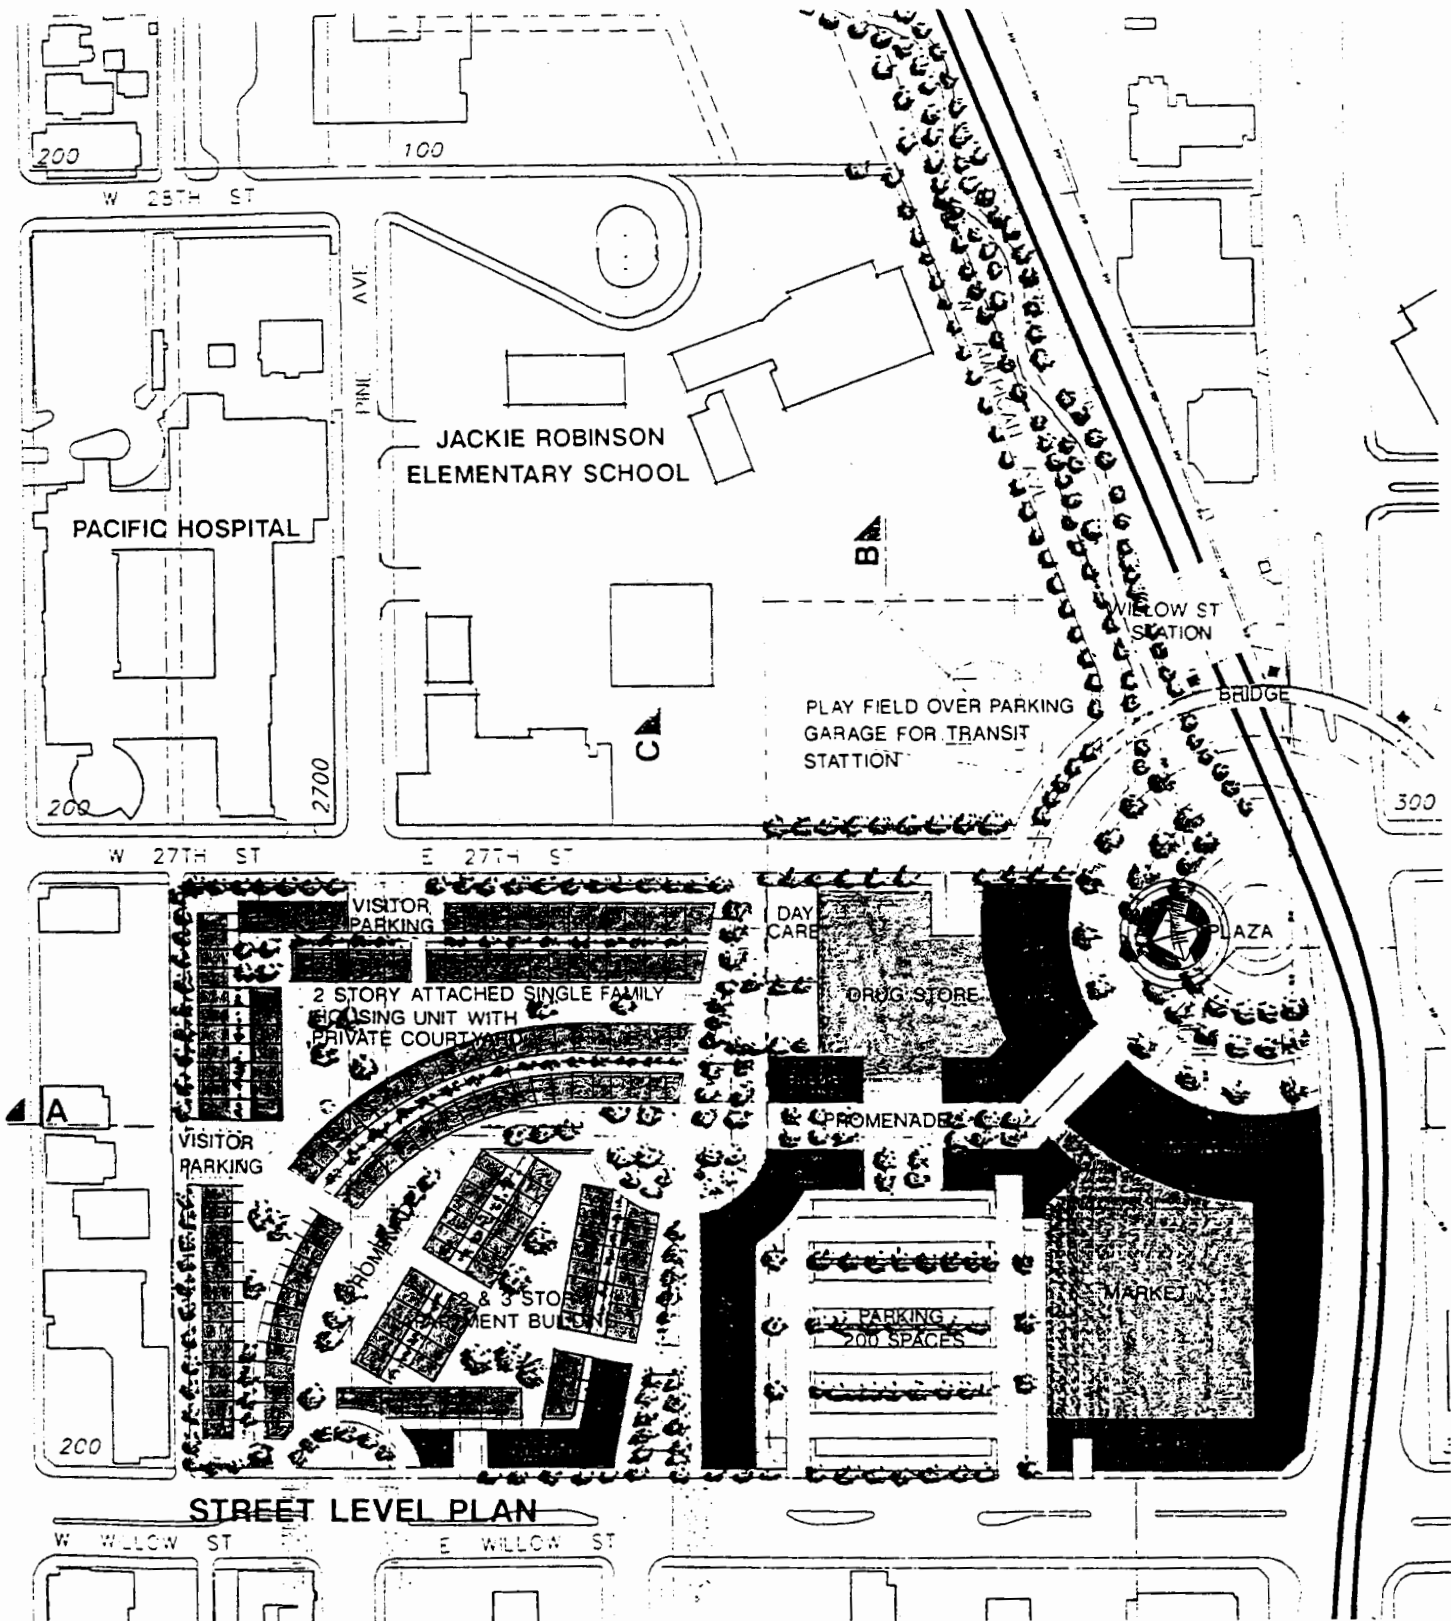 200
100
W 28TH ST
PINE AVE
JACKIE ROBINSON
ELEMENTARY SCHOOL
PACIFIC HOSPITAL
B
WILLOW ST
STATION
BRIDGE
PLAY FIELD OVER PARKING
GARAGE FOR TRANSIT
STATTION
C
2700
200
300
W 27TH ST
E 27TH ST
VISITOR
PARKING
DAY
CARE
PLAZA
DRUG STORE
2 STORY ATTACHED SINGLE FAMILY
HOUSING UNIT WITH
PRIVATE COURTYARD
A
PROMENADE
VISITOR
PARKING
PROMENADE
2 & 3 STORY
APARTMENT BUILDING
MARKET
PARKING
200 SPACES
200
STREET LEVEL PLAN
W WILLOW ST
E WILLOW ST